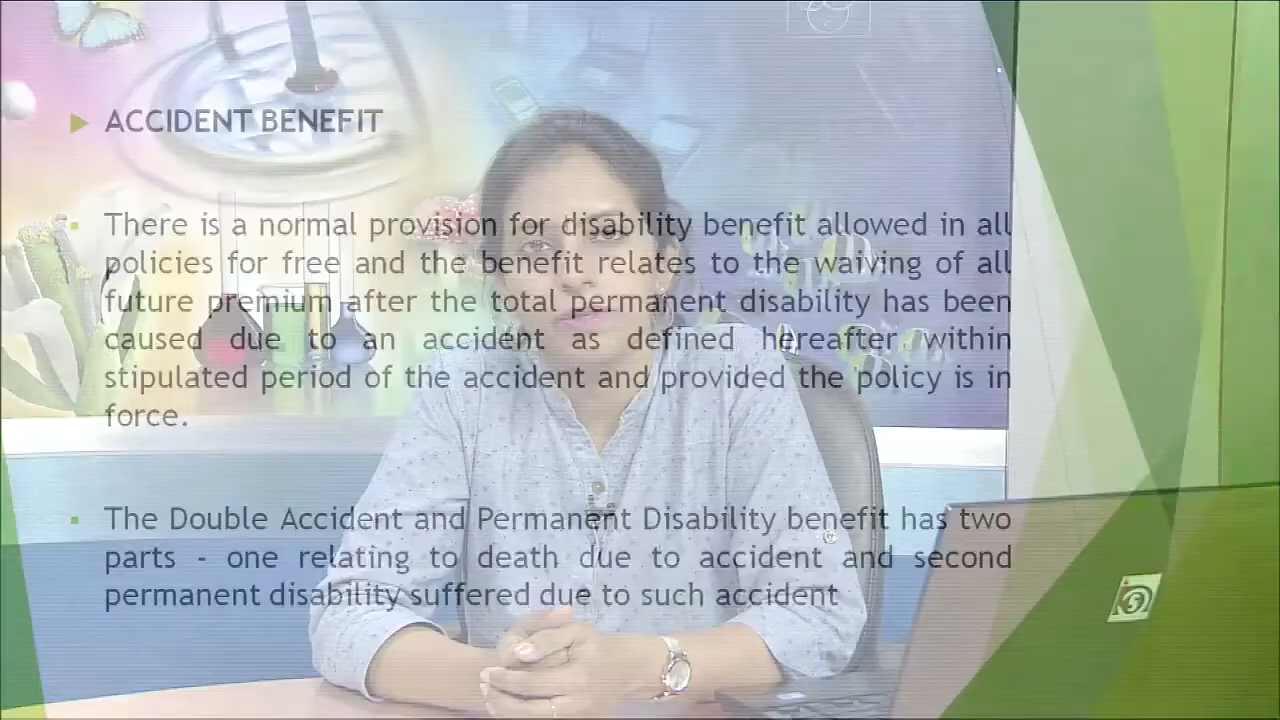 ACCIDENT BENEFIT
There is a normal provision for disability benefit allowed in all
policies for free and the benefit relates to the waiving of all
future premium after the total permanent disability has been
caused due to an accident as defined hereafter within
stipulated period of the accident and provided the policy is in
force.
The Double Accident and Permanent Disability benefit has two
parts - one relating to death due to accident and second
permanent disability suffered due to such accident